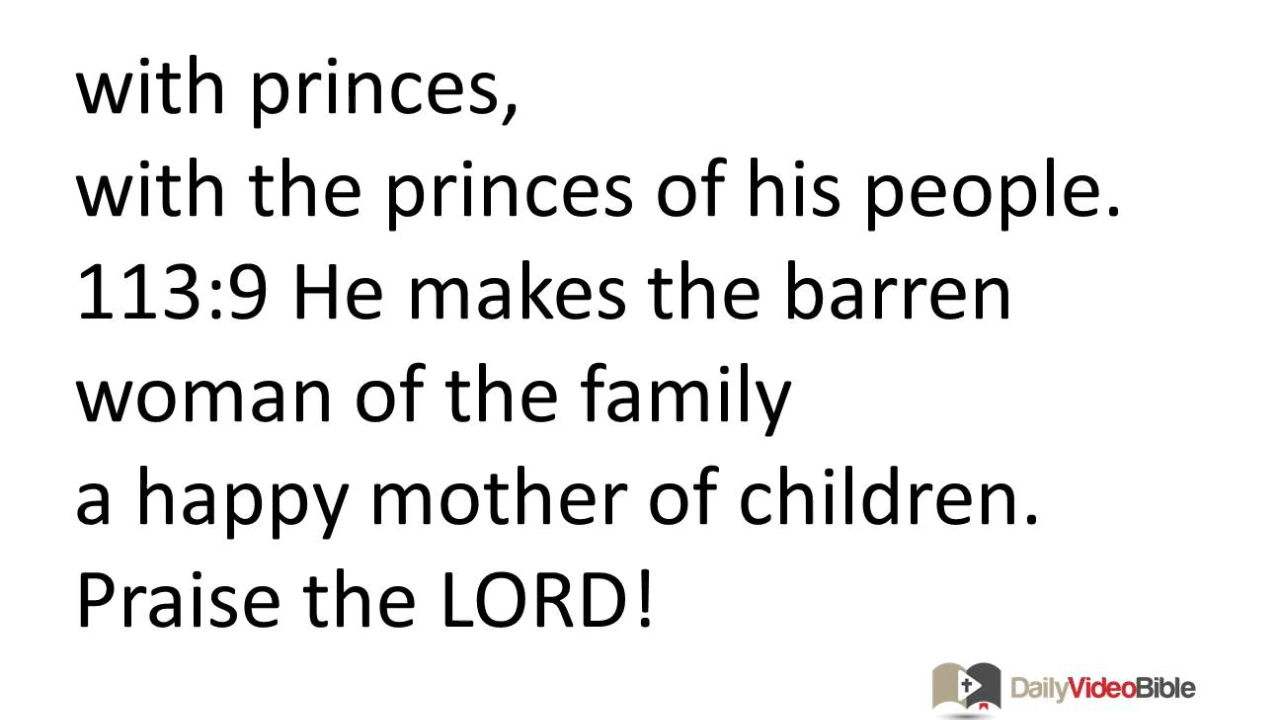 with princes,
with the princes of his people.
113:9 He makes the barren
woman of the family
a happy mother of children.
Praise the LORD!
DailyVideoBible